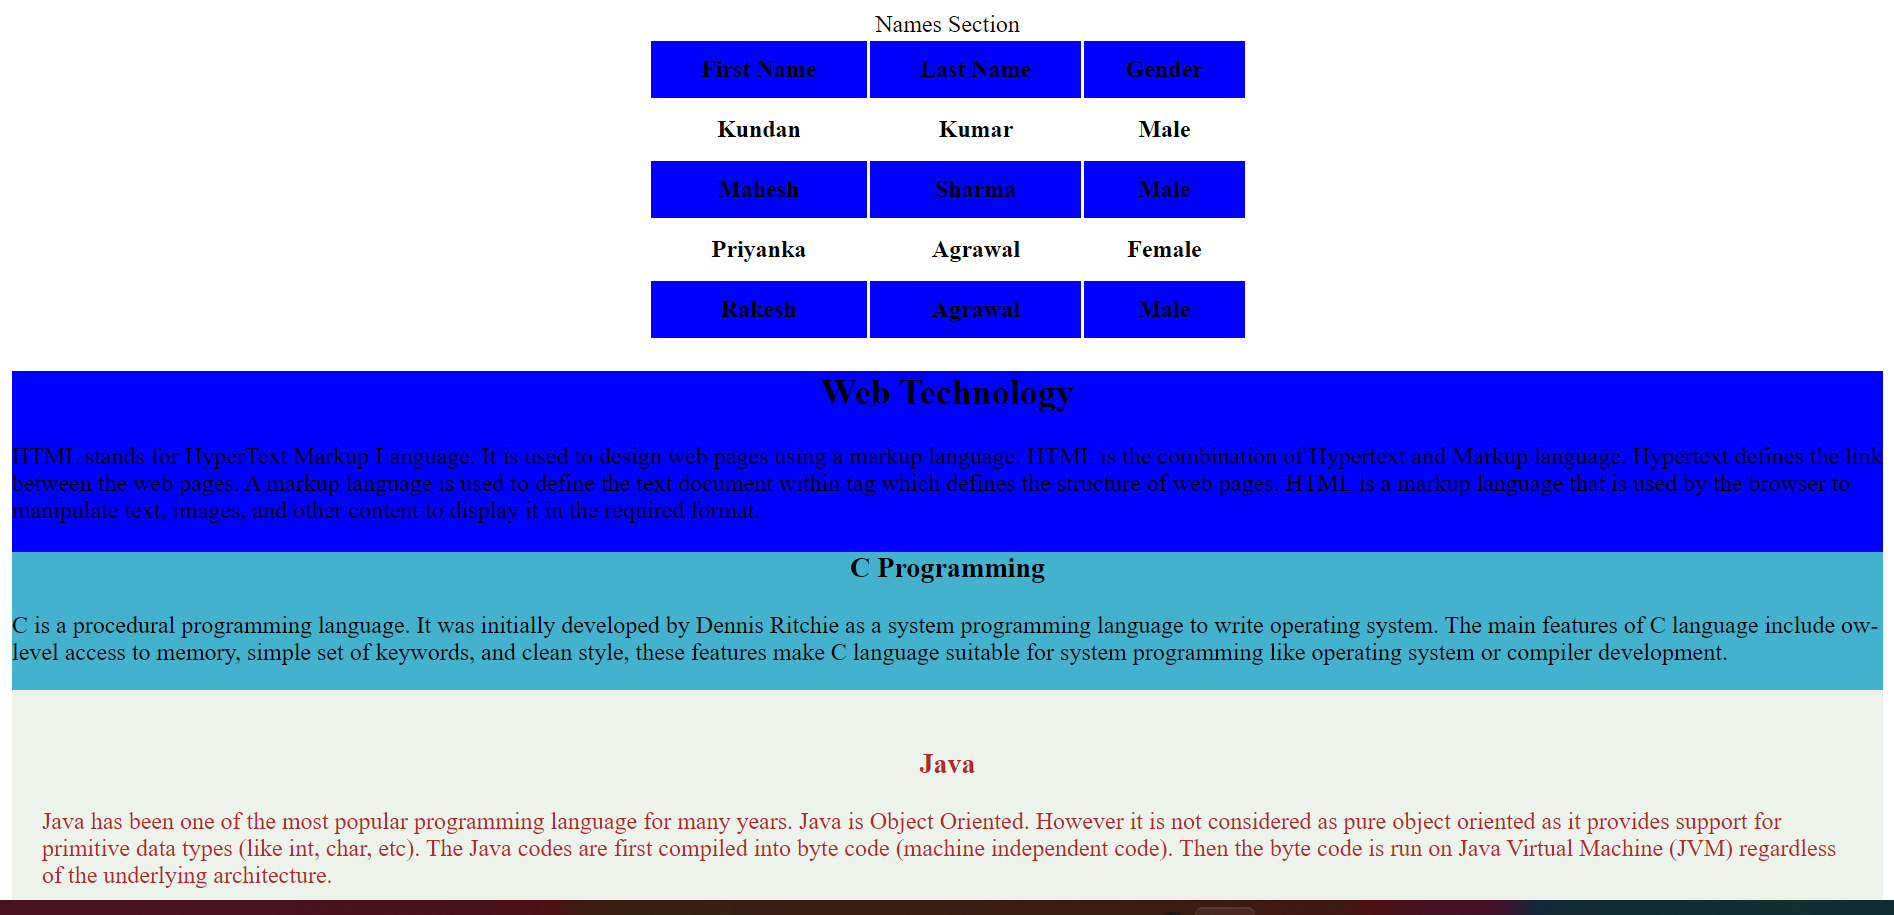 Names Section
First Name Last Name Gender
Kundan Kumar Male
Mahesh Sharma Male
Priyanka Agrawal Female
Rakesh Agrawal Male
Web Technology
HTML stands for HyperText Markup Language. It is used to design web pages using a markup language. HTML is the combination of Hypertext and Markup language. Hypertext defines the link
between the web pages. A markup language is used to define the text document within tag which defines the structure of web pages. HTML is a markup language that is used by the browser to
manipulate text, images, and other content to display it in the required format.
C Programming
C is a procedural programming language. It was initially developed by Dennis Ritchie as a system programming language to write operating system. The main features of C language include ow-
level access to memory, simple set of keywords, and clean style, these features make C language suitable for system programming like operating system or compiler development.
Java
Java has been one of the most popular programming language for many years. Java is Object Oriented. However it is not considered as pure object oriented as it provides support for
primitive data types (like int, char, etc). The Java codes are first compiled into byte code (machine independent code). Then the byte code is run on Java Virtual Machine (JVM) regardless
of the underlying architecture.